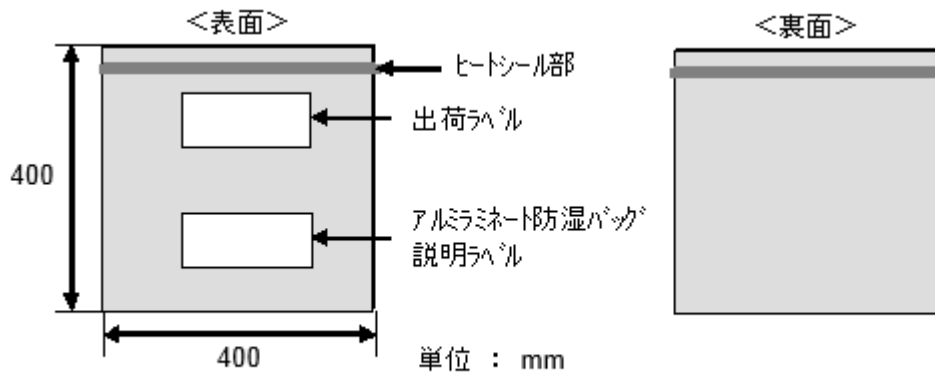 <表面>
<裏面>
ヒートシール部
出荷ラベル
400
アルミラミネート防湿バッグ
説明ラベル
400
単位 : mm